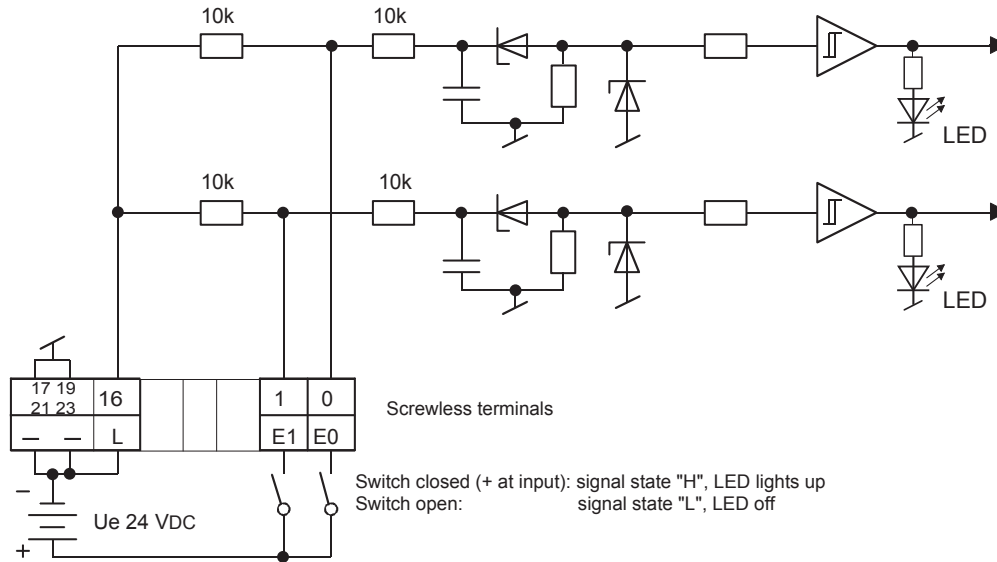 10k
10k
LED
10k
10k
LED
17 19
21 23
16
1
0
Screwless terminals
— —
L
E1
E0
Switch closed (+ at input): signal state "H", LED lights up
Switch open: signal state "L", LED off
−
Ue 24 VDC
+